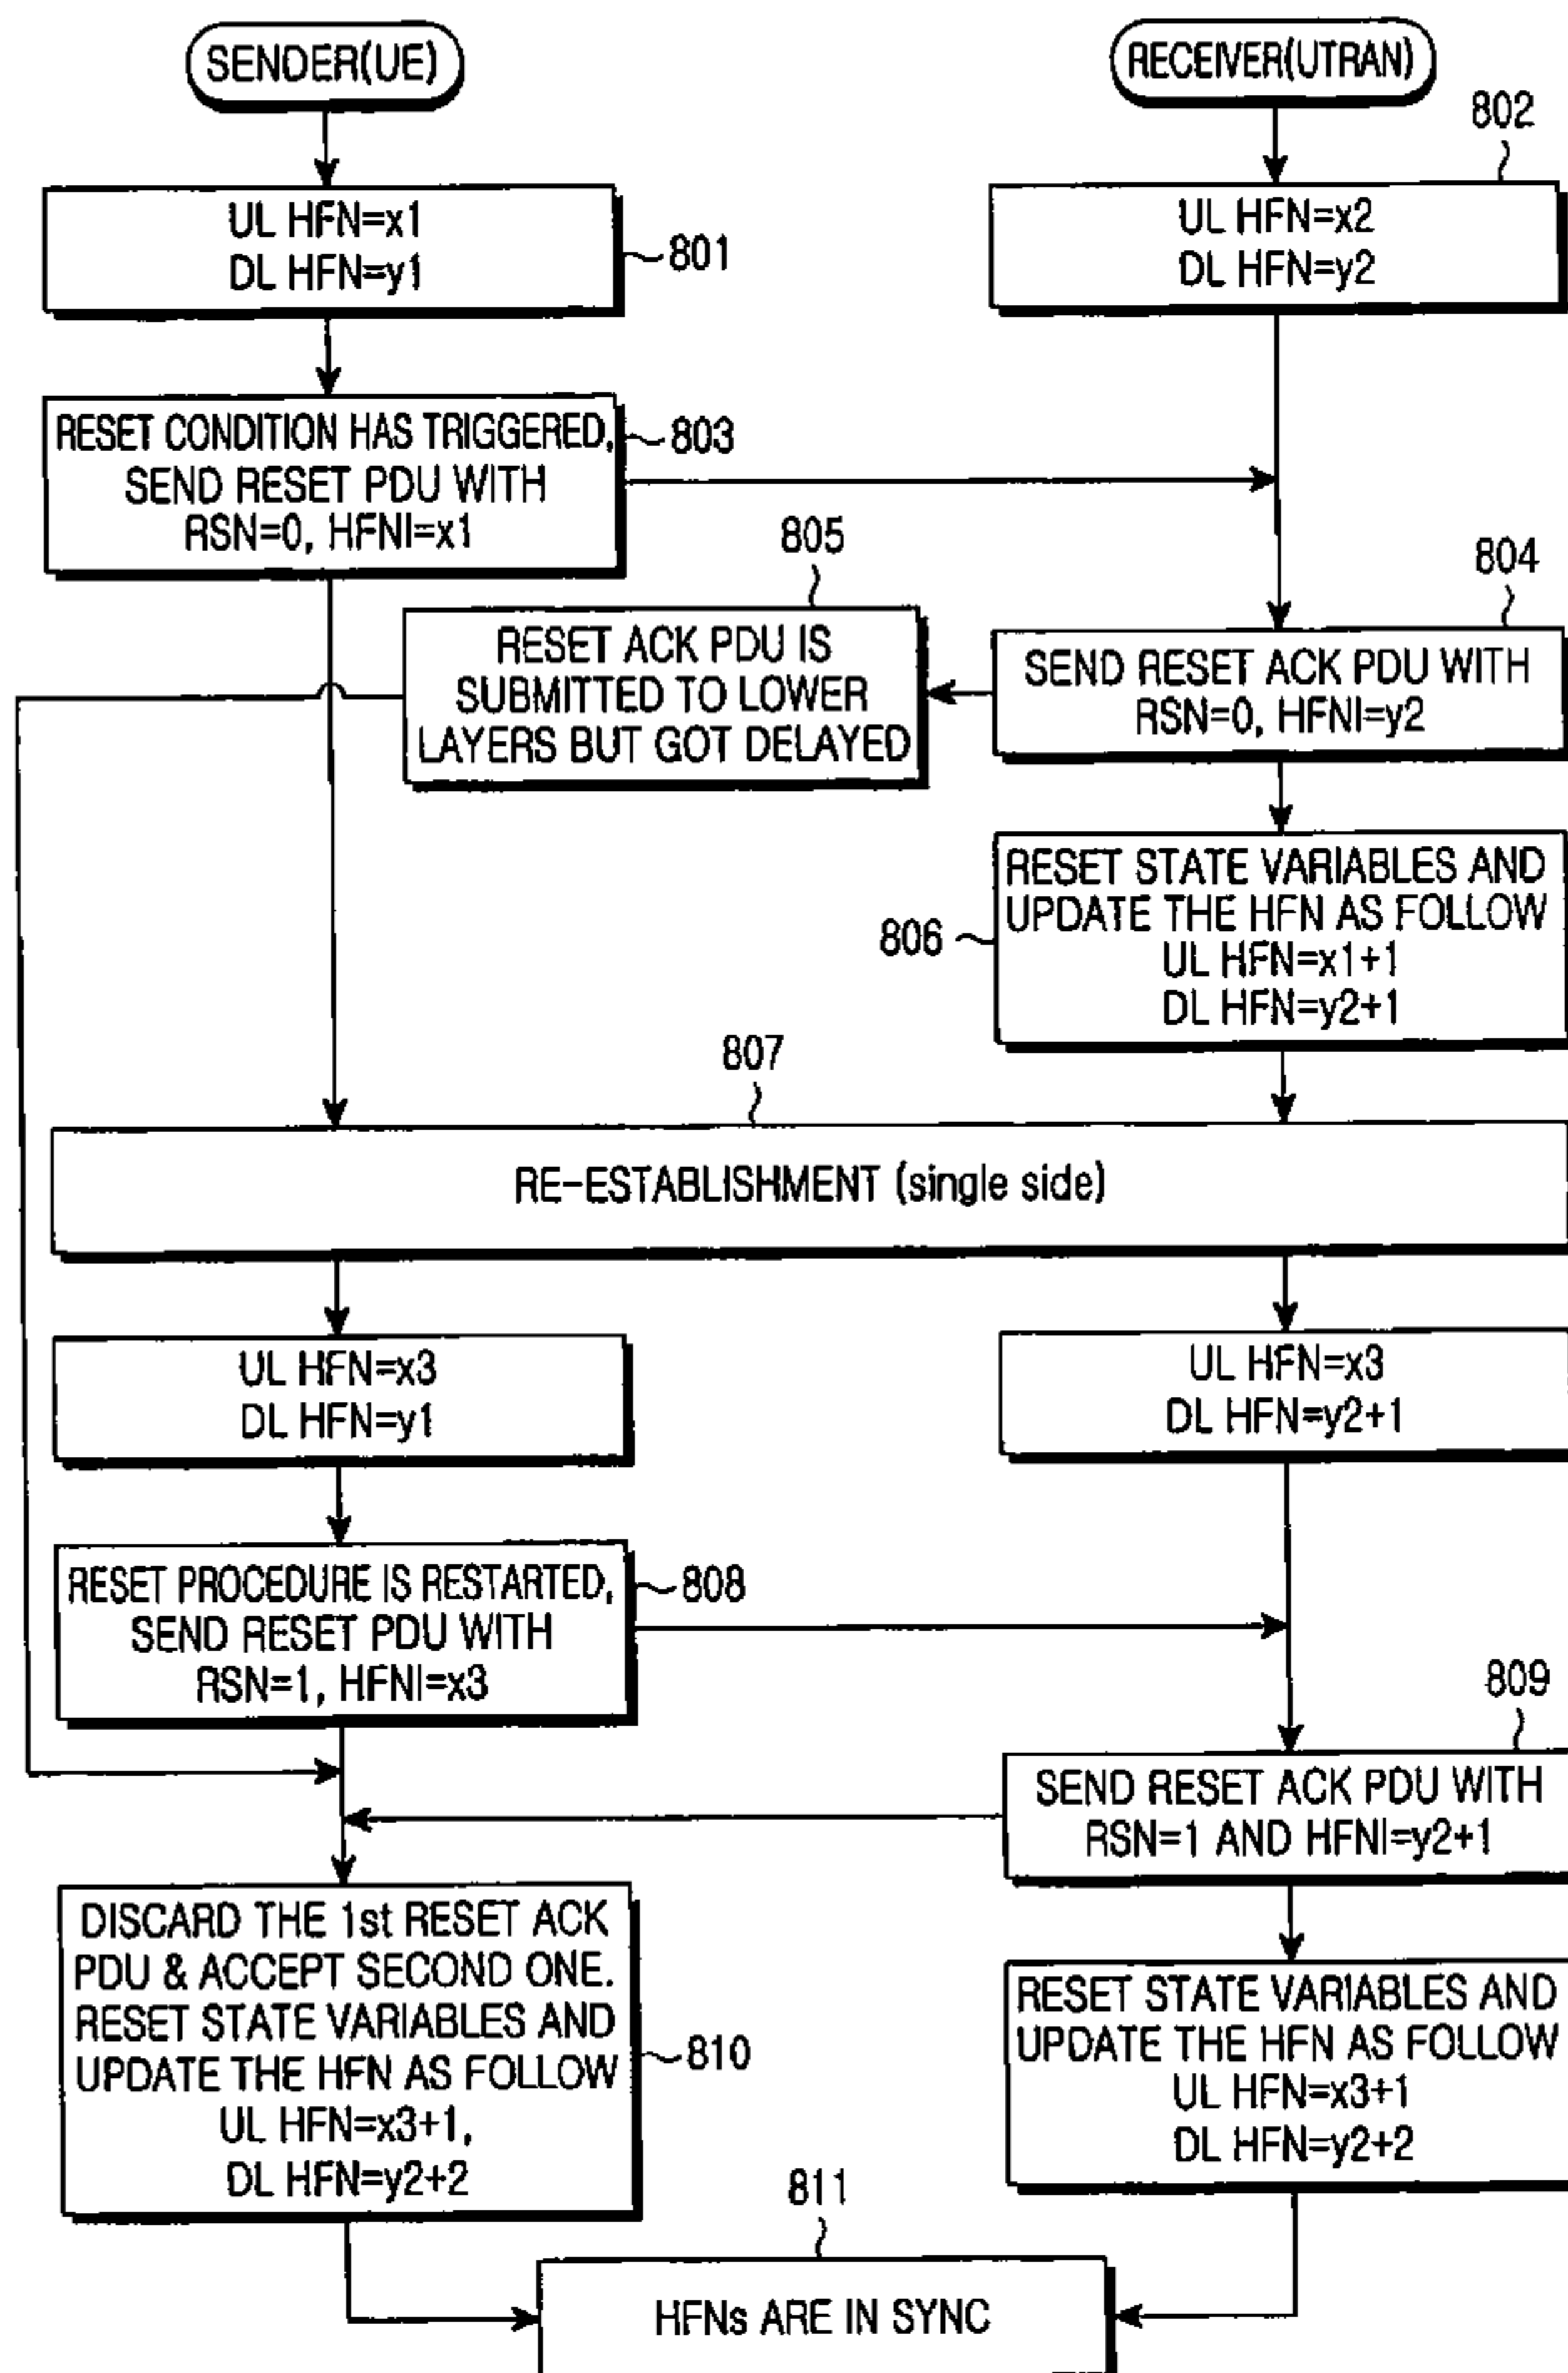 SENDER(UE)
RECEIVER(UTRAN)
802
UL HFN=x1
DL HFN=y1
801
UL HFN=x2
DL HFN=y2
RESET CONDITION HAS TRIGGERED,
SEND RESET PDU WITH
RSN=0, HFNI=x1
803
805
804
RESET ACK PDU IS
SUBMITTED TO LOWER
LAYERS BUT GOT DELAYED
SEND RESET ACK PDU WITH
RSN=0, HFNI=y2
806
RESET STATE VARIABLES AND
UPDATE THE HFN AS FOLLOW
UL HFN=x1+1
DL HFN=y2+1
807
RE-ESTABLISHMENT (single side)
UL HFN=x3
DL HFN=y1
UL HFN=x3
DL HFN=y2+1
RESET PROCEDURE IS RESTARTED,
SEND RESET PDU WITH
RSN=1, HFNI=x3
808
809
SEND RESET ACK PDU WITH
RSN=1 AND HFNI=y2+1
DISCARD THE 1st RESET ACK
PDU & ACCEPT SECOND ONE.
RESET STATE VARIABLES AND
UPDATE THE HFN AS FOLLOW
UL HFN=x3+1,
DL HFN=y2+2
810
RESET STATE VARIABLES AND
UPDATE THE HFN AS FOLLOW
UL HFN=x3+1
DL HFN=y2+2
811
HFNs ARE IN SYNC